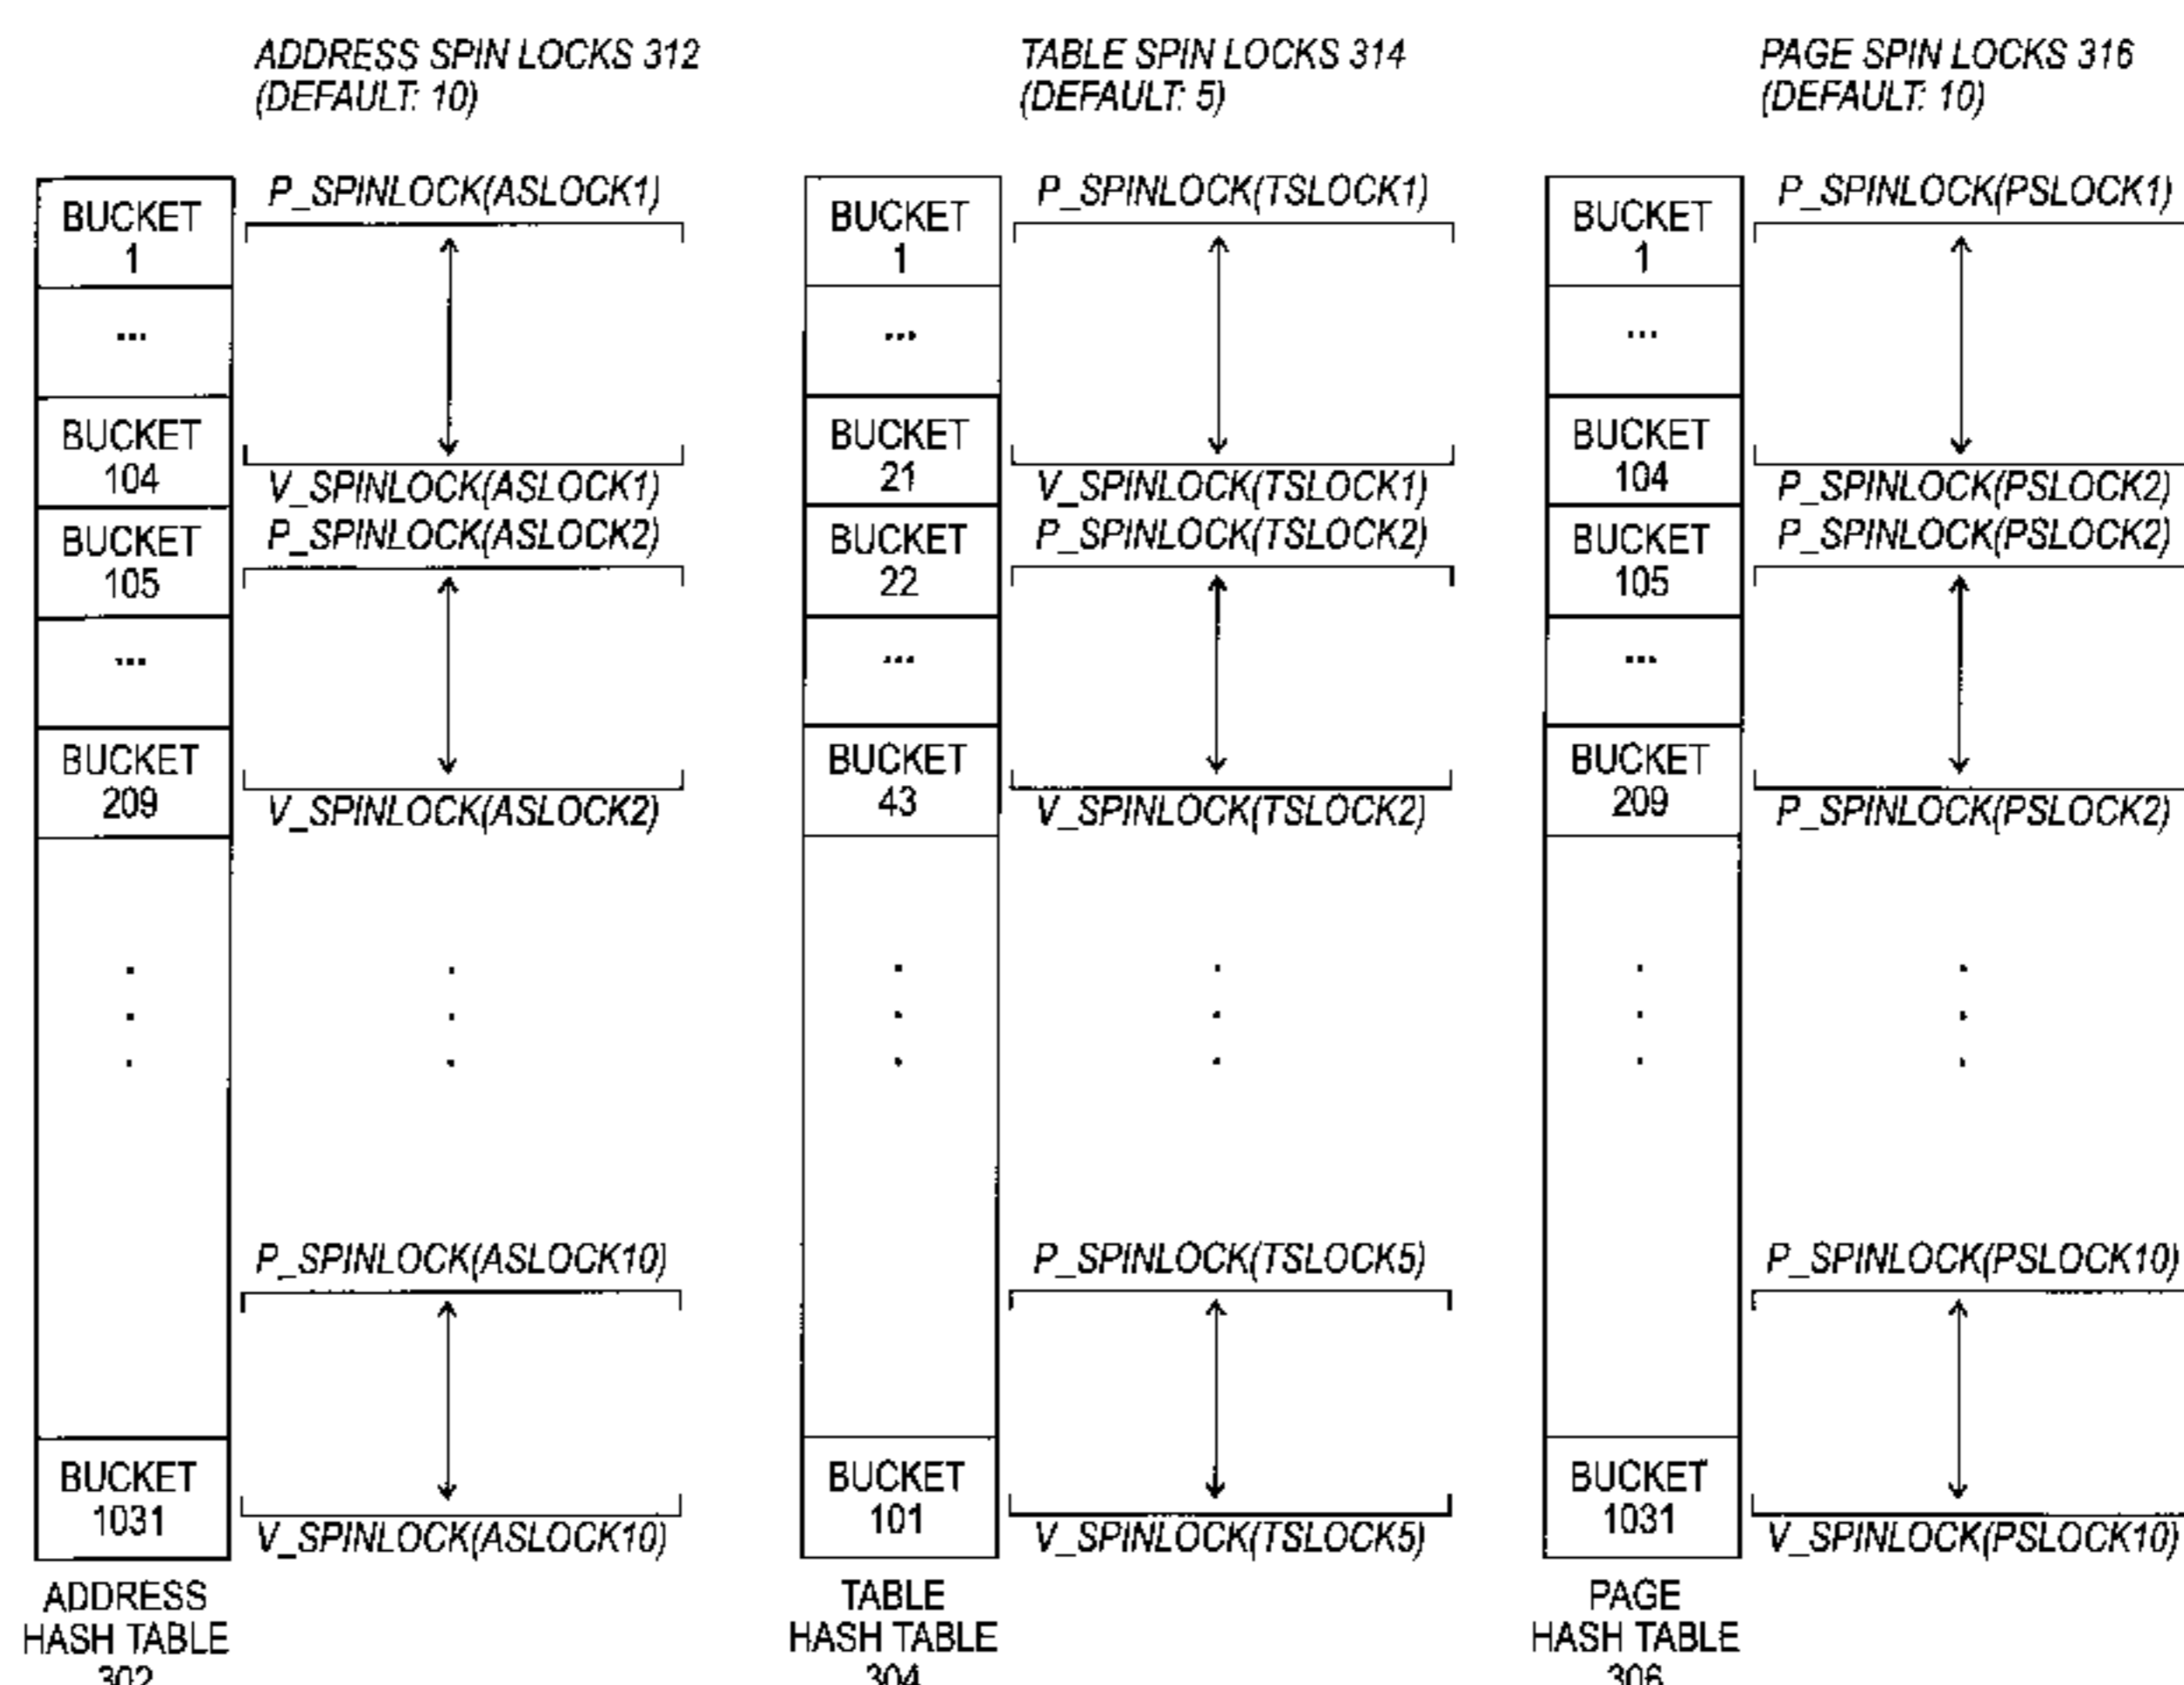 ADDRESS SPIN LOCKS 312
(DEFAULT: 10)
TABLE SPIN LOCKS 314
(DEFAULT: 5)
PAGE SPIN LOCKS 316
(DEFAULT: 10)
BUCKET
1
...
BUCKET
104
BUCKET
105
...
BUCKET
209
BUCKET
1031
ADDRESS
HASH TABLE
302
P_SPINLOCK(ASLOCK1)
V_SPINLOCK(ASLOCK1)
P_SPINLOCK(ASLOCK2)
V_SPINLOCK(ASLOCK2)
P_SPINLOCK(ASLOCK10)
V_SPINLOCK(ASLOCK10)
BUCKET
1
...
BUCKET
21
BUCKET
22
...
BUCKET
43
BUCKET
101
TABLE
HASH TABLE
304
P_SPINLOCK(TSLOCK1)
V_SPINLOCK(TSLOCK1)
P_SPINLOCK(TSLOCK2)
V_SPINLOCK(TSLOCK2)
P_SPINLOCK(TSLOCK5)
V_SPINLOCK(TSLOCK5)
BUCKET
1
...
BUCKET
104
BUCKET
105
...
BUCKET
209
BUCKET
1031
PAGE
HASH TABLE
306
P_SPINLOCK(PSLOCK1)
P_SPINLOCK(PSLOCK2)
P_SPINLOCK(PSLOCK2)
P_SPINLOCK(PSLOCK2)
P_SPINLOCK(PSLOCK10)
V_SPINLOCK(PSLOCK10)